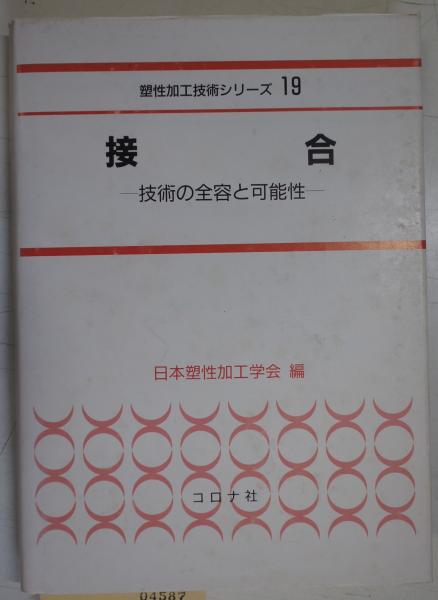 塑性加工技術シリーズ 19
接合
―技術の全容と可能性―
日本塑性加工学会 編
コロナ社
04587